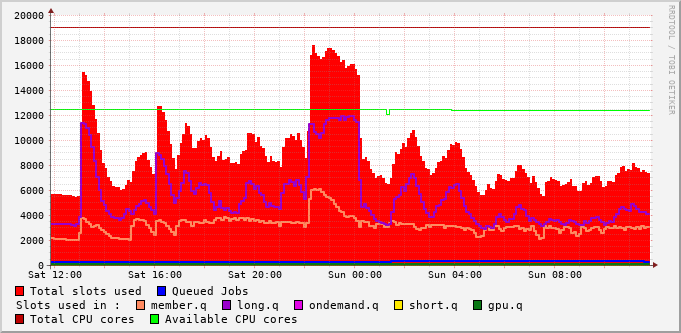 20000
18000
16000
14000
12000
10000
8000
6000
4000
2000
0
Sat 12:00 Sat 16:00 Sat 20:00 Sun 00:00 Sun 04:00 Sun 08:00
Total slots used Queued Jobs
Slots used in : member.q long.q ondemand.q short.q gpu.q
Total CPU cores Available CPU cores
RRDTOOL / TOBI OETIKER